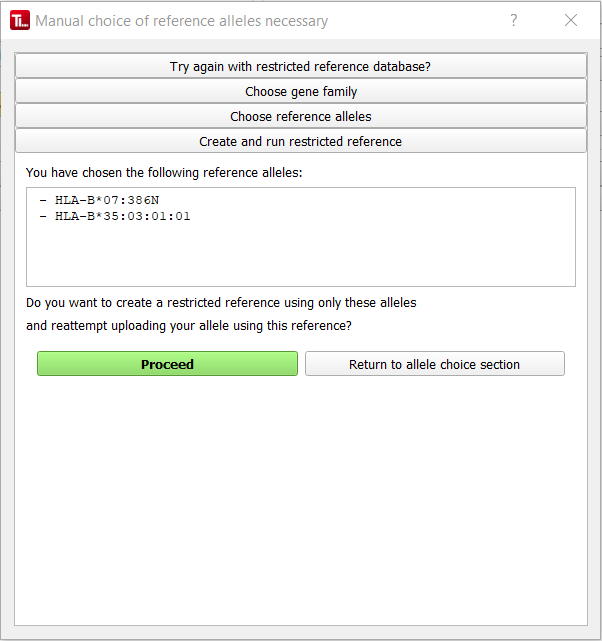 Ti... Manual choice of reference alleles necessary ?
Try again with restricted reference database?
Choose gene family
Choose reference alleles
Create and run restricted reference
You have chosen the following reference alleles:
- HLA-B*07:386N
- HLA-B*35:03:01:01
Do you want to create a restricted reference using only these alleles
and reattempt uploading your allele using this reference?
Proceed Return to allele choice section